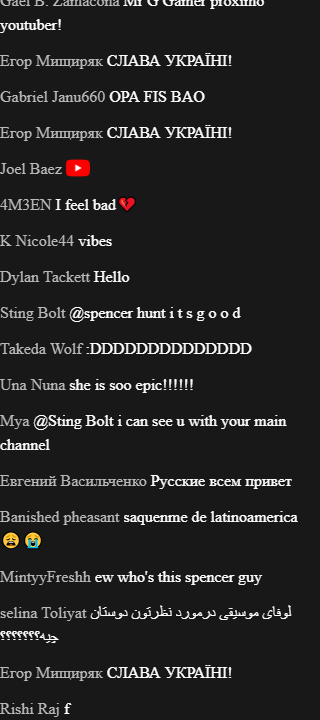 Gael B. Zamacona Mr G Gamer próximo
youtuber!
Егор Мищиряк СЛАВА УКРАЇНІ!
Gabriel Janu660 OPA FIS BAO
Егор Мищиряк СЛАВА УКРАЇНІ!
Joel Baez
4M3EN I feel bad💔
K Nicole44 vibes
Dylan Tackett Hello
Sting Bolt @spencer hunt i t s g o o d
Takeda Wolf :DDDDDDDDDDDDDD
Una Nuna she is soo epic!!!!!!
Mya @Sting Bolt i can see u with your main
channel
Евгений Васильченко Русские всем привет
Banished pheasant saquenme de latinoamerica
😩😭
MintyyFreshh ew who's this spencer guy
selina Toliyat لوفای موسیقی درمورد نظرتون دوستان
چیه؟؟؟؟؟؟؟
Егор Мищиряк СЛАВА УКРАЇНІ!
Rishi Raj f